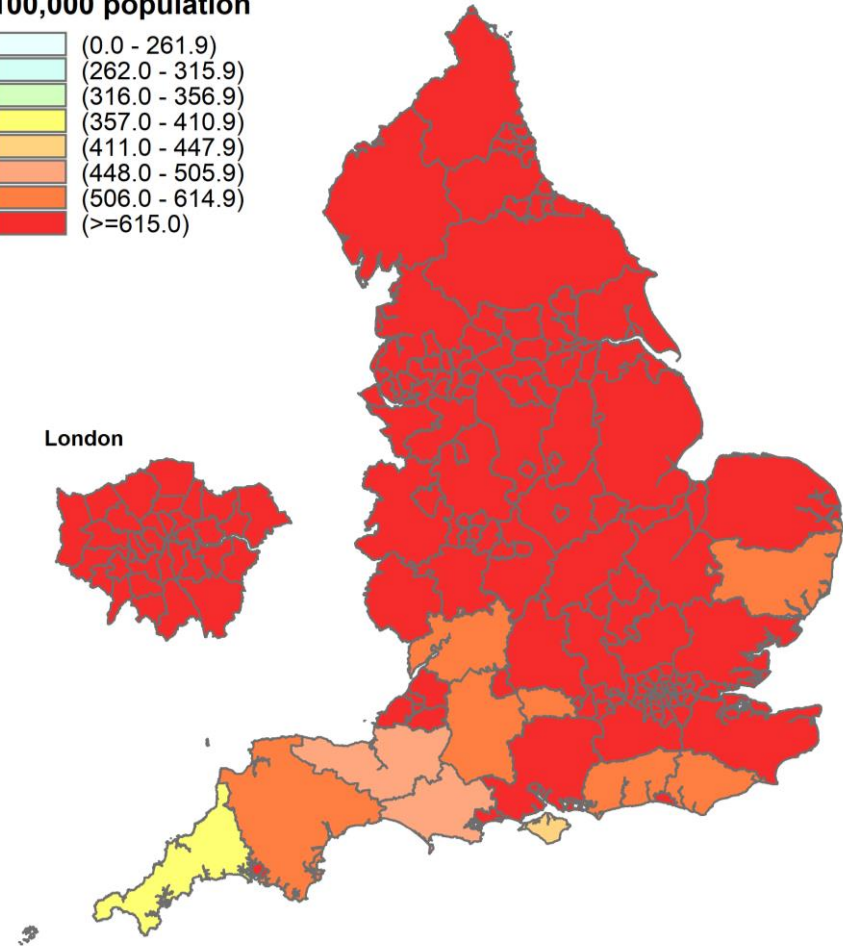 100,000 population
(0.0 - 261.9)
(262.0 - 315.9)
(316.0 - 356.9)
(357.0 - 410.9)
(411.0 - 447.9)
(448.0 - 505.9)
(506.0 - 614.9)
(>=615.0)
London